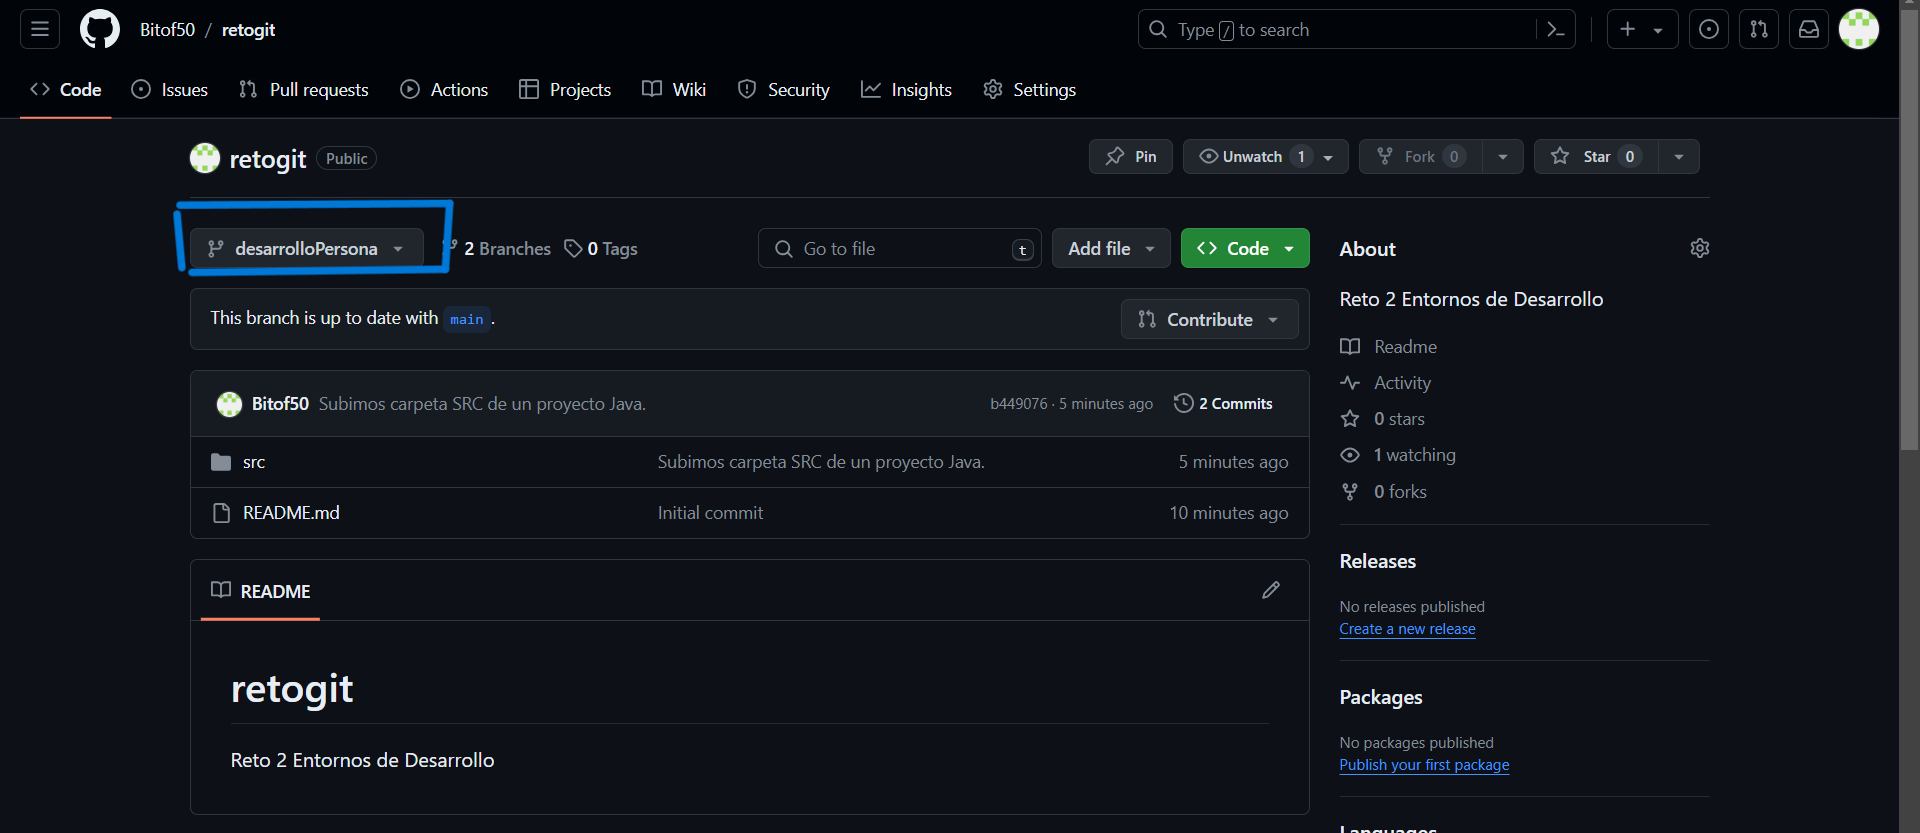 Bitof50 / retogit
Type / to search
Code Issues Pull requests Actions Projects Wiki Security Insights Settings
retogit Public
Pin Unwatch 1 Fork 0 Star 0
desarrolloPersona 2 Branches 0 Tags Go to file t Add file Code
This branch is up to date with main.
Contribute
Bitof50 Subimos carpeta SRC de un proyecto Java. b449076 · 5 minutes ago 2 Commits
src Subimos carpeta SRC de un proyecto Java. 5 minutes ago
README.md Initial commit 10 minutes ago
README
retogit
Reto 2 Entornos de Desarrollo
About
Reto 2 Entornos de Desarrollo
Readme
Activity
0 stars
1 watching
0 forks
Releases
No releases published
Create a new release
Packages
No packages published
Publish your first package
Languages